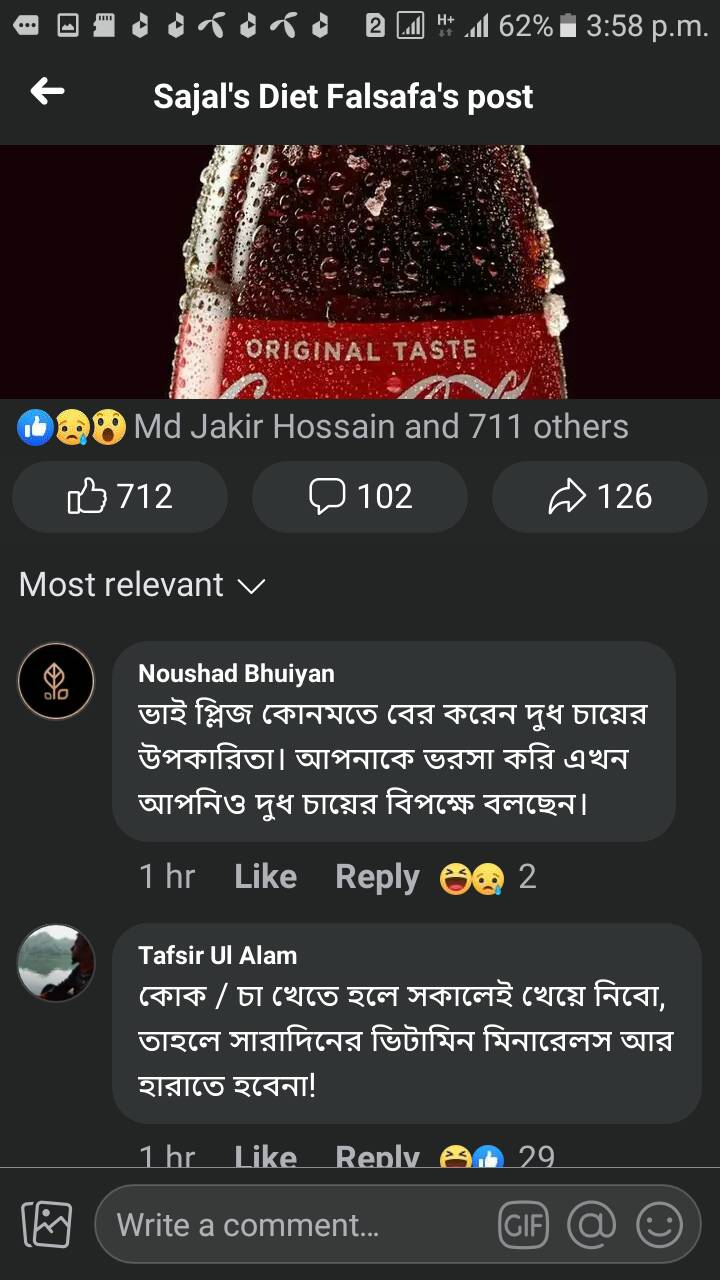 2 H+ 62% 3:58 p.m.
Sajal's Diet Falsafa's post
ORIGINAL TASTE
Md Jakir Hossain and 711 others
712 102 126
Most relevant
Noushad Bhuiyan
ভাই প্লিজ কোনমতে বের করেন দুধ চায়ের
উপকারিতা। আপনাকে ভরসা করি এখন
আপনিও দুধ চায়ের বিপক্ষে বলছেন।
1 hr Like Reply 2
Tafsir Ul Alam
কোক / চা খেতে হলে সকালেই খেয়ে নিবো,
তাহলে সারাদিনের ভিটামিন মিনারেলস আর
হারাতে হবেনা!
1 hr Like Reply 29
Write a comment...
GIF @